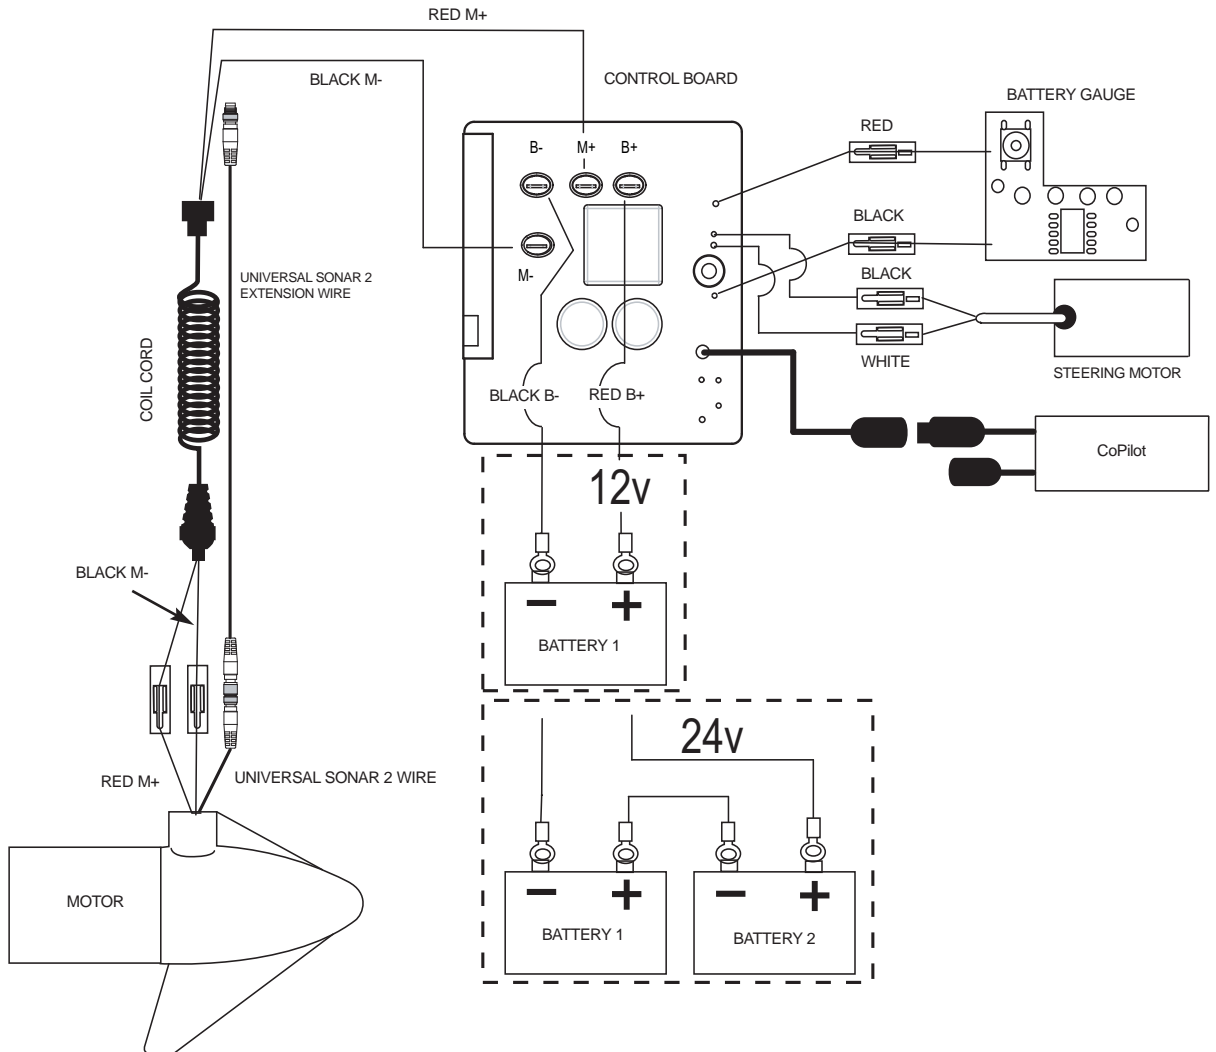 RED M+
BLACK M-
CONTROL BOARD
BATTERY GAUGE
RED
B-
M+
B+
BLACK
M-
UNIVERSAL SONAR 2
EXTENSION WIRE
BLACK
WHITE
STEERING MOTOR
COIL CORD
BLACK B-
RED B+
CoPilot
12v
BLACK M-
BATTERY 1
24v
RED M+
UNIVERSAL SONAR 2 WIRE
MOTOR
BATTERY 1
BATTERY 2